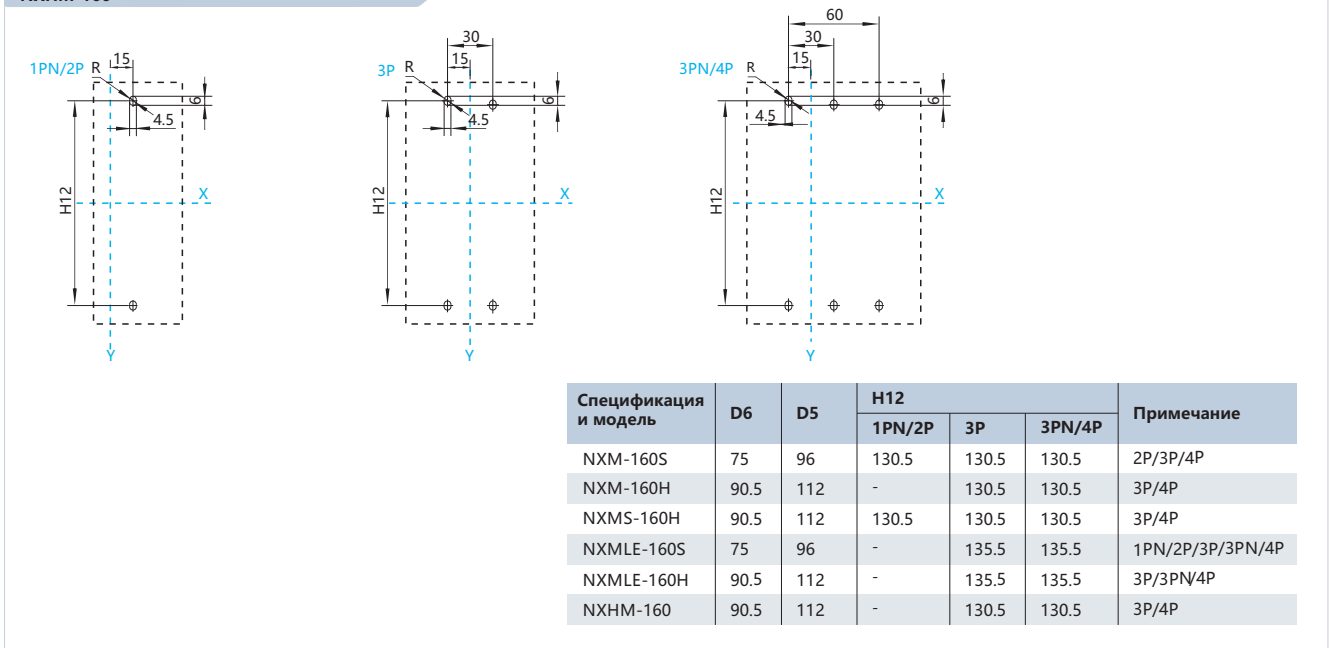 1PN/2P R 15
6
4.5
H12
X
Y
30
15
3P R
6
4.5
H12
X
Y
60
30
15
3PN/4P R
6
4.5
H12
X
Y
Спецификация и модель D6 D5 H12 Примечание
1PN/2P 3P 3PN/4P
NXM-160S 75 96 130.5 130.5 130.5 2P/3P/4P
NXM-160H 90.5 112 - 130.5 130.5 3P/4P
NXMS-160H 90.5 112 130.5 130.5 130.5 3P/4P
NXMLE-160S 75 96 - 135.5 135.5 1PN/2P/3P/3PN/4P
NXMLE-160H 90.5 112 - 135.5 135.5 3P/3PN/4P
NXHM-160 90.5 112 - 130.5 130.5 3P/4P